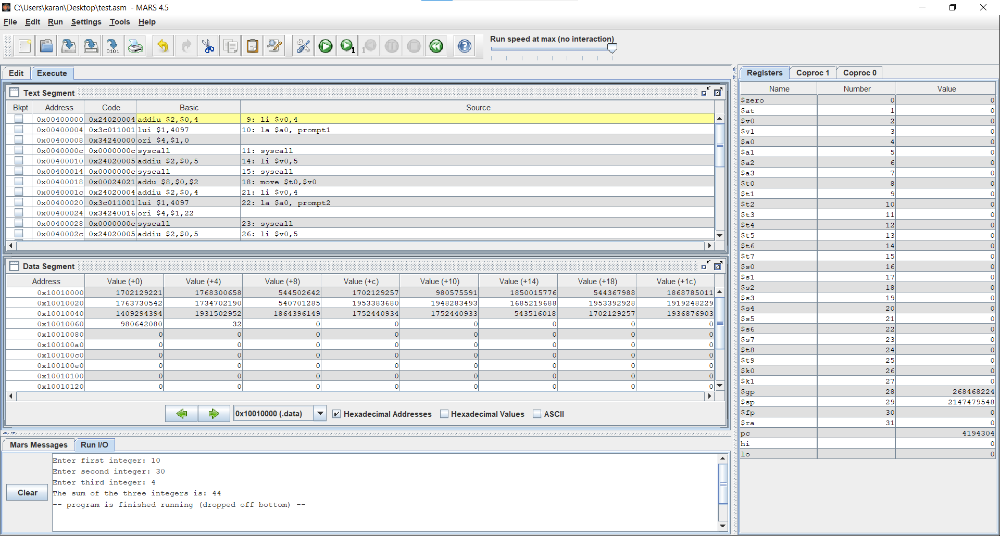 C:\Users\karan\Desktop\test.asm - MARS 4.5
File Edit Run Settings Tools Help
Run speed at max (no interaction)
Edit Execute
Text Segment
Bkpt Address Code Basic Source
0x00400000 0x24020004 addiu $2,$0,4 9: li $v0,4
0x00400004 0x3c011001 lui $1,4097 10: la $a0, prompt1
0x00400008 0x34240000 ori $4,$1,0
0x0040000c 0x0000000c syscall 11: syscall
0x00400010 0x24020005 addiu $2,$0,5 14: li $v0,5
0x00400014 0x0000000c syscall 15: syscall
0x00400018 0x00024021 addu $8,$0,$2 18: move $t0,$v0
0x0040001c 0x24020004 addiu $2,$0,4 21: li $v0,4
0x00400020 0x3c011001 lui $1,4097 22: la $a0, prompt2
0x00400024 0x34240016 ori $4,$1,22
0x00400028 0x0000000c syscall 23: syscall
0x0040002c 0x24020005 addiu $2,$0,5 26: li $v0,5
Data Segment
Address Value (+0) Value (+4) Value (+8) Value (+c) Value (+10) Value (+14) Value (+18) Value (+1c)
0x10010000 1702129221 1768300658 544502642 1702129257 980575591 1850015776 544367988 1868785011
0x10010020 1763730542 1734702190 540701285 1953383680 1948283493 1685219688 1953392928 1919248229
0x10010040 1409294394 1931502952 1864396149 1752440934 1752440933 543516018 1702129257 1936876903
0x10010060 980642080 32 0 0 0 0 0 0
0x10010080 0 0 0 0 0 0 0 0
0x100100a0 0 0 0 0 0 0 0 0
0x100100c0 0 0 0 0 0 0 0 0
0x100100e0 0 0 0 0 0 0 0 0
0x10010100 0 0 0 0 0 0 0 0
0x10010120 0 0 0 0 0 0 0 0
0x10010000 (.data) Hexadecimal Addresses Hexadecimal Values ASCII
Mars Messages Run I/O
Clear
Enter first integer: 10
Enter second integer: 30
Enter third integer: 4
The sum of the three integers is: 44
-- program is finished running (dropped off bottom) --
Registers Coproc 1 Coproc 0
Name Number Value
$zero 0 0
$at 1 0
$v0 2 0
$v1 3 0
$a0 4 0
$a1 5 0
$a2 6 0
$a3 7 0
$t0 8 0
$t1 9 0
$t2 10 0
$t3 11 0
$t4 12 0
$t5 13 0
$t6 14 0
$t7 15 0
$s0 16 0
$s1 17 0
$s2 18 0
$s3 19 0
$s4 20 0
$s5 21 0
$s6 22 0
$s7 23 0
$t8 24 0
$t9 25 0
$k0 26 0
$k1 27 0
$gp 28 268468224
$sp 29 2147479548
$fp 30 0
$ra 31 0
pc 4194304
hi 0
lo 0